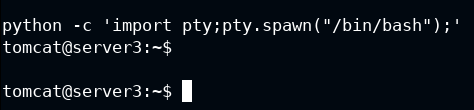 python -c 'import pty;pty.spawn("/bin/bash");'
tomcat@server3:~$
tomcat@server3:~$